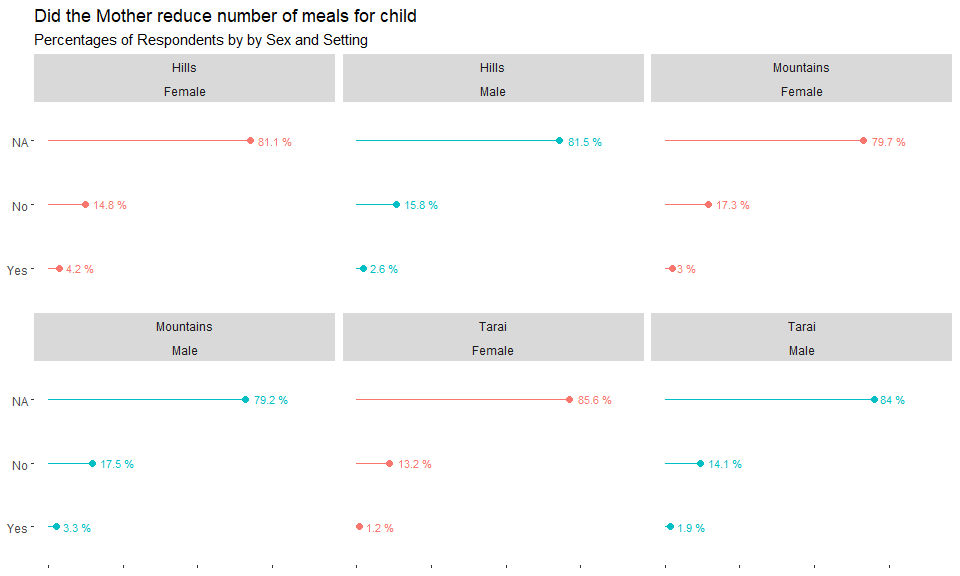 Did the Mother reduce number of meals for child
Percentages of Respondents by by Sex and Setting
Hills
Female
Hills
Male
Mountains
Female
NA
81.1 %
81.5 %
79.7 %
No
14.8 %
15.8 %
17.3 %
Yes
4.2 %
2.6 %
3 %
Mountains
Male
Tarai
Female
Tarai
Male
NA
79.2 %
85.6 %
84 %
No
17.5 %
13.2 %
14.1 %
Yes
3.3 %
1.2 %
1.9 %